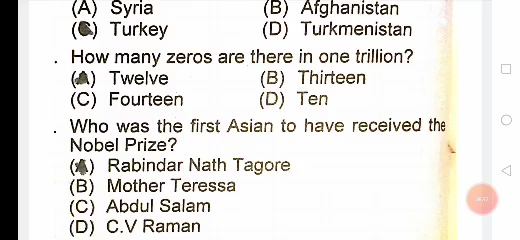 (A) Syria (B) Afghanistan
(C) Turkey (D) Turkmenistan
. How many zeros are there in one trillion?
(A) Twelve (B) Thirteen
(C) Fourteen (D) Ten
. Who was the first Asian to have received the
Nobel Prize?
(A) Rabindar Nath Tagore
(B) Mother Teressa
(C) Abdul Salam
(D) C.V Raman